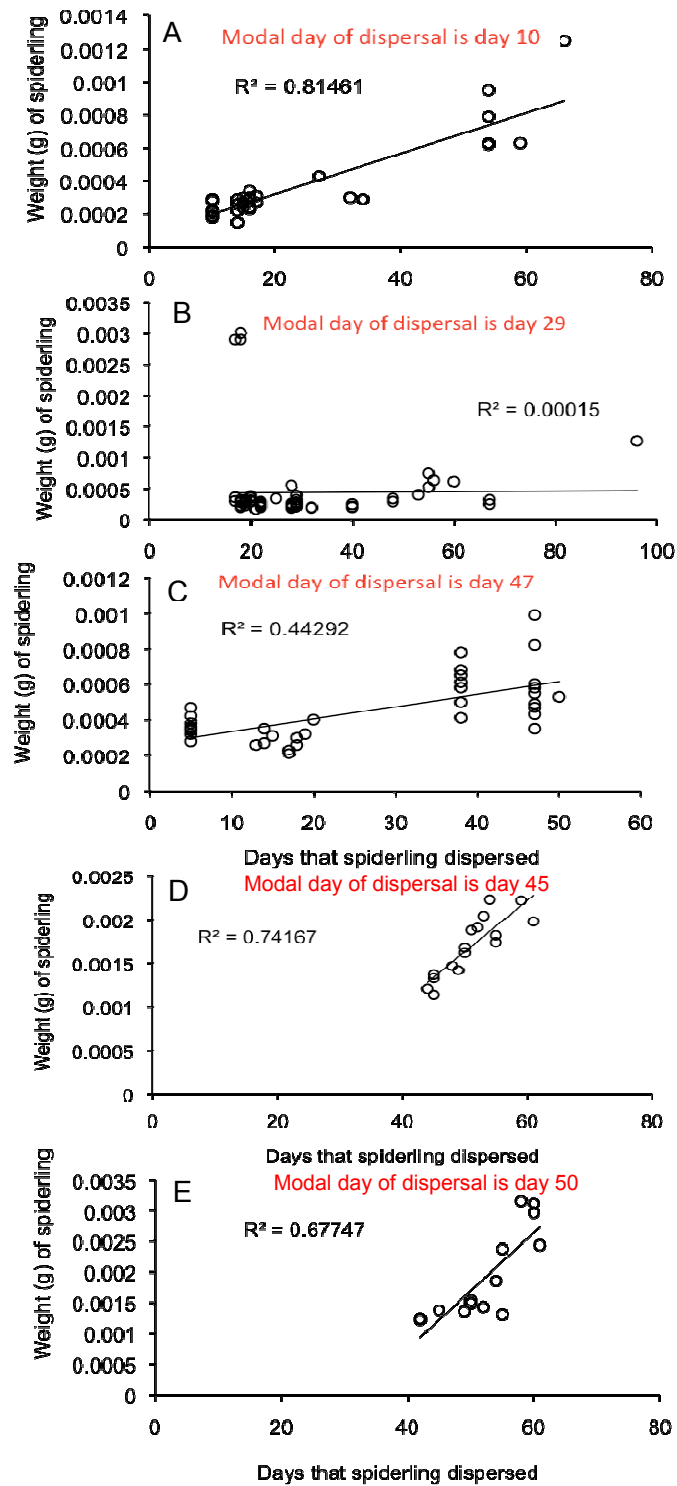 0.0014
A
Modal day of dispersal is day 10
0.0012
R² = 0.81461
0.001
0.0008
0.0006
0.0004
0.0002
0
Weight (g) of spiderling
0 20 40 60 80
0.0035
B
Modal day of dispersal is day 29
0.003
0.0025
0.002
R² = 0.00015
0.0015
0.001
0.0005
0
Weight (g) of spiderling
0 20 40 60 80 100
0.0012
C
Modal day of dispersal is day 47
0.001
R² = 0.44292
0.0008
0.0006
0.0004
0.0002
0
Weight (g) of spiderling
0 10 20 30 40 50 60
Days that spiderling dispersed
0.0025
D
Modal day of dispersal is day 45
0.002
R² = 0.74167
0.0015
0.001
0.0005
0
Weight (g) of spiderling
0 20 40 60 80
Days that spiderling dispersed
0.0035
E
Modal day of dispersal is day 50
0.003
R² = 0.67747
0.0025
0.002
0.0015
0.001
0.0005
0
Weight (g) of spiderling
0 20 40 60 80
Days that spiderling dispersed